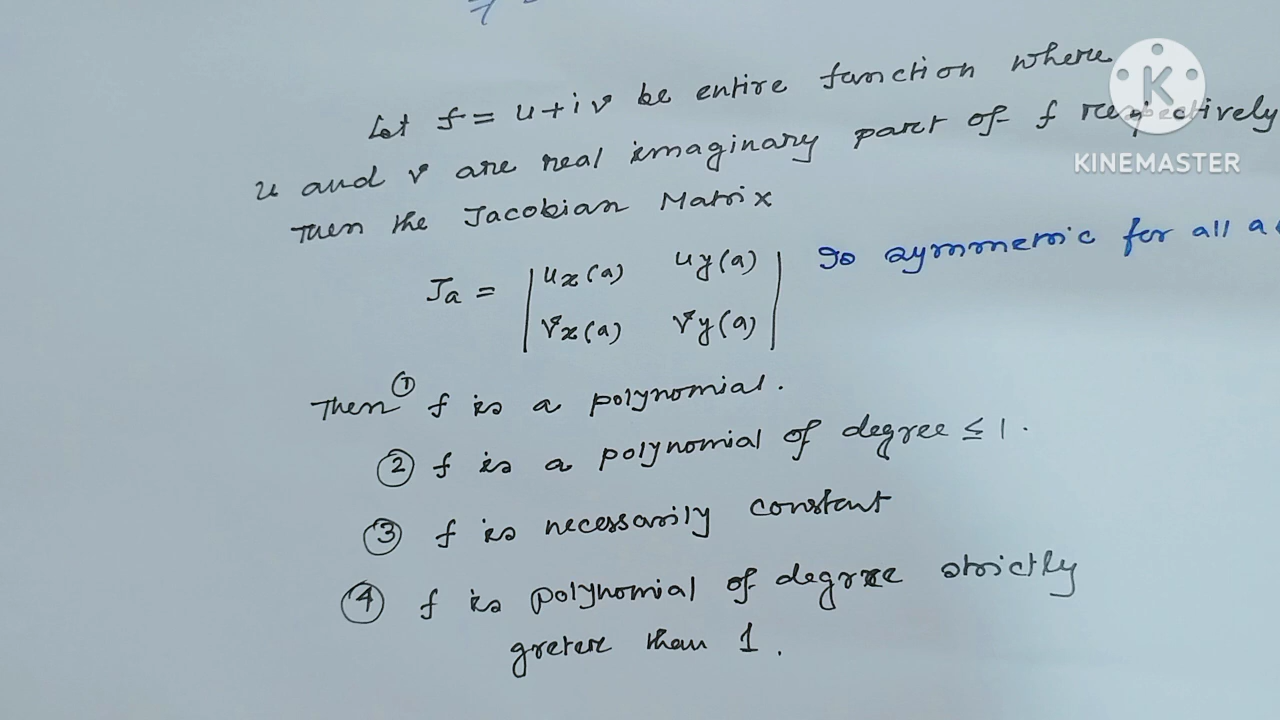 Let f = u + i v be entire function where
u and v are real imaginary part of f respectively
Then the Jacobian Matrix
Ja = | ux(a) uy(a) | is symmetric for all a
| vx(a) vy(a) |
Then ① f is a polynomial.
② f is a polynomial of degree ≤ 1.
③ f is necessarily constant
④ f is polynomial of degree strictly
greter than 1.
K
KINEMASTER